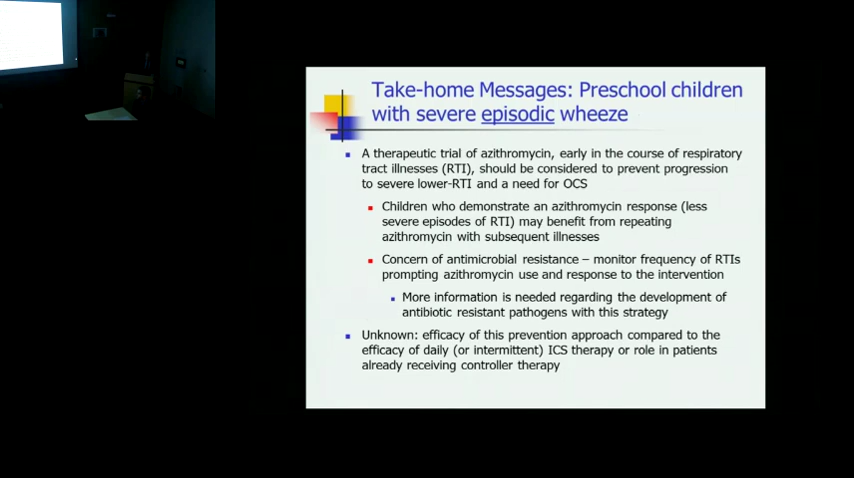 Take-home Messages: Preschool children
with severe episodic wheeze
A therapeutic trial of azithromycin, early in the course of respiratory
tract illnesses (RTI), should be considered to prevent progression
to severe lower-RTI and a need for OCS
Children who demonstrate an azithromycin response (less
severe episodes of RTI) may benefit from repeating
azithromycin with subsequent illnesses
Concern of antimicrobial resistance – monitor frequency of RTIs
prompting azithromycin use and response to the intervention
More information is needed regarding the development of
antibiotic resistant pathogens with this strategy
Unknown: efficacy of this prevention approach compared to the
efficacy of daily (or intermittent) ICS therapy or role in patients
already receiving controller therapy